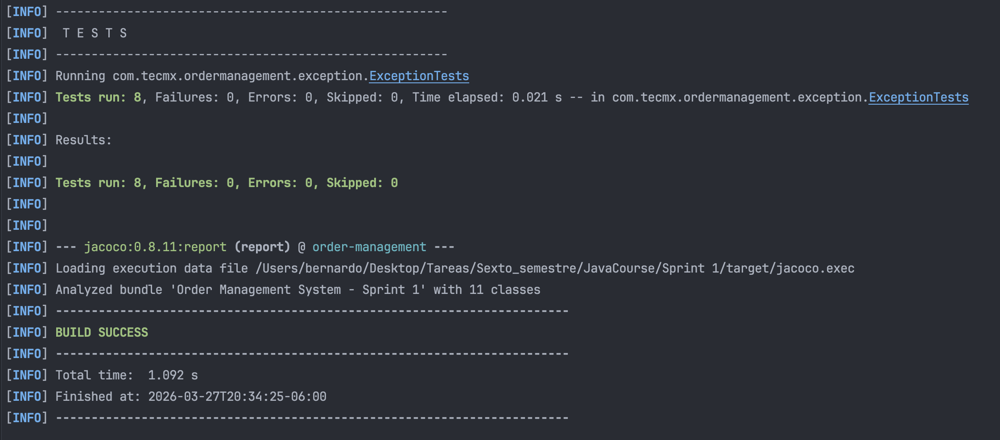 [INFO] -------------------------------------------------------
[INFO]  T E S T S
[INFO] -------------------------------------------------------
[INFO] Running com.tecmx.ordermanagement.exception.ExceptionTests
[INFO] Tests run: 8, Failures: 0, Errors: 0, Skipped: 0, Time elapsed: 0.021 s -- in com.tecmx.ordermanagement.exception.ExceptionTests
[INFO]
[INFO] Results:
[INFO]
[INFO] Tests run: 8, Failures: 0, Errors: 0, Skipped: 0
[INFO]
[INFO]
[INFO] --- jacoco:0.8.11:report (report) @ order-management ---
[INFO] Loading execution data file /Users/bernardo/Desktop/Tareas/Sexto_semestre/JavaCourse/Sprint 1/target/jacoco.exec
[INFO] Analyzed bundle 'Order Management System - Sprint 1' with 11 classes
[INFO] ------------------------------------------------------------------------
[INFO] BUILD SUCCESS
[INFO] ------------------------------------------------------------------------
[INFO] Total time:  1.092 s
[INFO] Finished at: 2026-03-27T20:34:25-06:00
[INFO] ------------------------------------------------------------------------